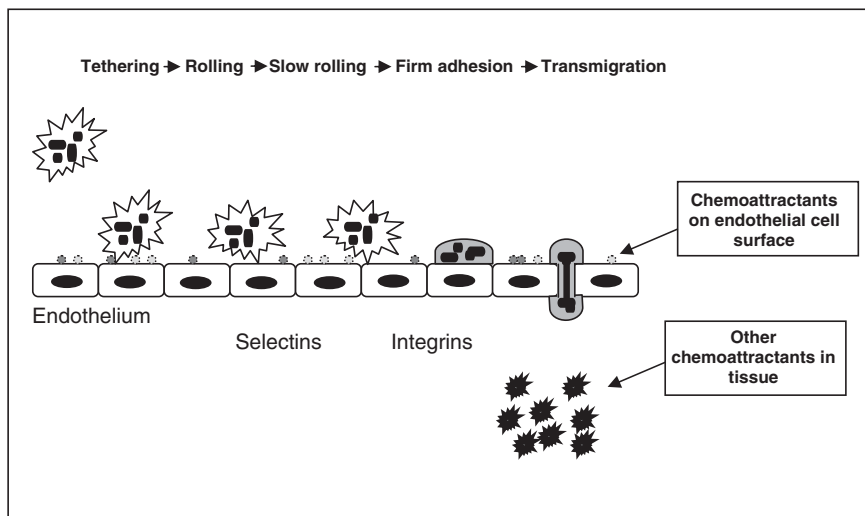 Tethering → Rolling → Slow rolling → Firm adhesion → Transmigration
Chemoattractants
on endothelial cell
surface
Endothelium
Selectins
Integrins
Other
chemoattractants in
tissue